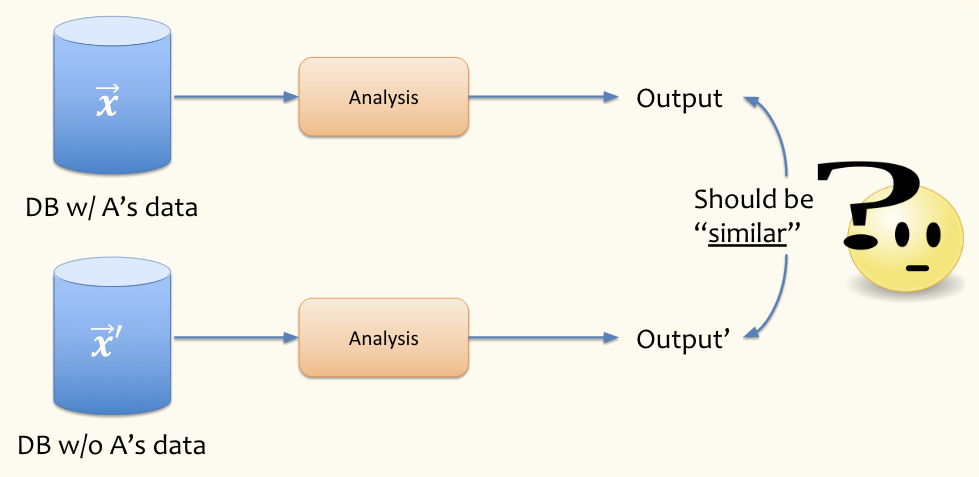 x⃗
Analysis
Output
DB w/ A’s data
Should be
“similar”
?
x⃗′
Analysis
Output’
DB w/o A’s data